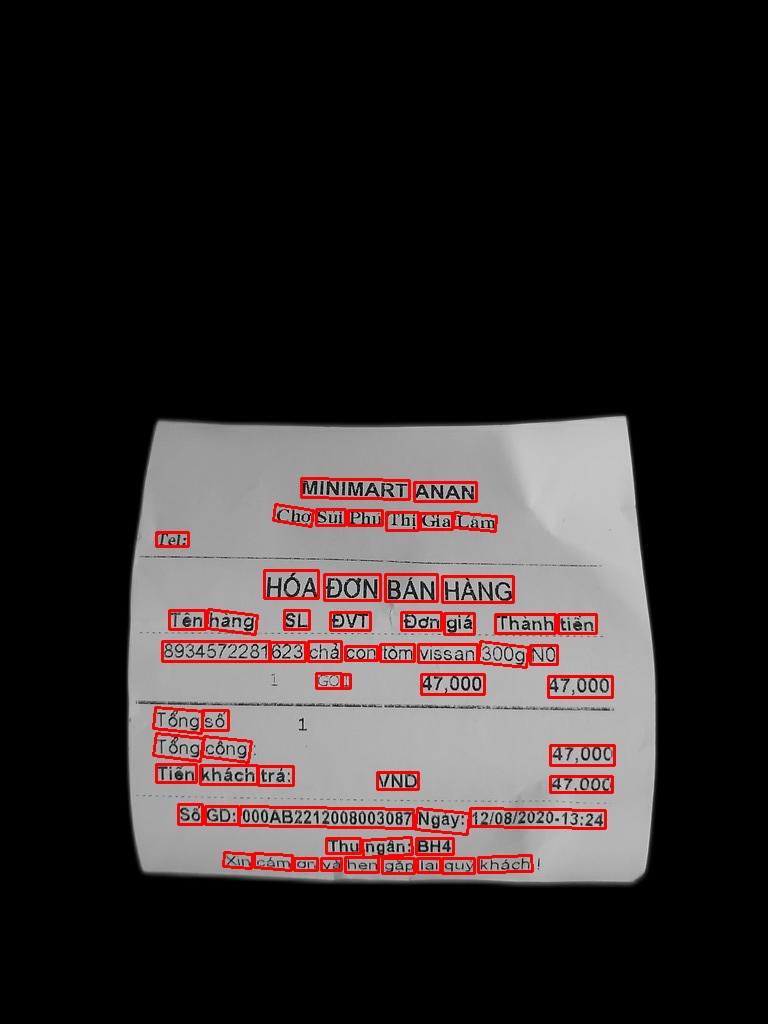 MINIMART ANAN
Chợ Sủi Phú Thị Gia Lâm
Tel:
HÓA ĐƠN BÁN HÀNG
Tên hàng SL ĐVT Đơn giá Thành tiền
8934572281623 chả con tôm vissan 300g N0
1 GOI 47,000 47,000
Tổng số 1
Tổng cộng : 47,000
Tiền khách trả: VND 47.000
Số GD: 000AB2212008003087 Ngày: 12/08/2020-13:24
Thu ngân: BH4
Xin cảm ơn và hẹn gặp lại quý khách !